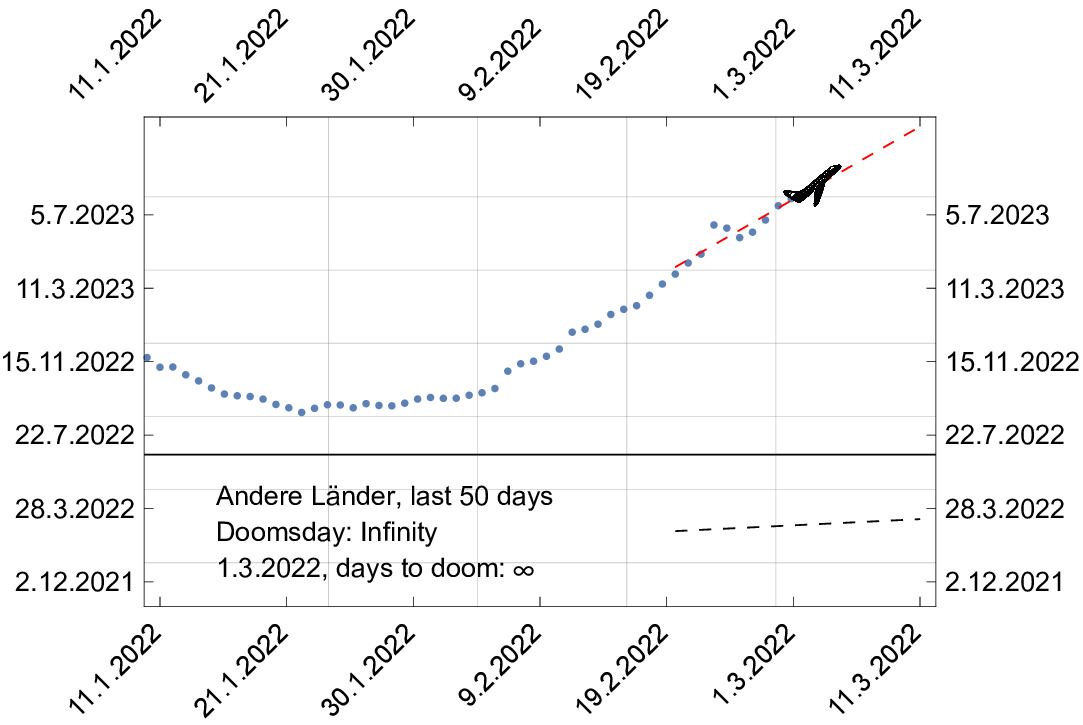 11.1.2022 21.1.2022 30.1.2022 9.2.2022 19.2.2022 1.3.2022 11.3.2022
5.7.2023 5.7.2023
11.3.2023 11.3.2023
15.11.2022 15.11.2022
22.7.2022 22.7.2022
Andere Länder, last 50 days
28.3.2022 28.3.2022
Doomsday: Infinity
1.3.2022, days to doom: ∞
2.12.2021 2.12.2021
11.1.2022 21.1.2022 30.1.2022 9.2.2022 19.2.2022 1.3.2022 11.3.2022